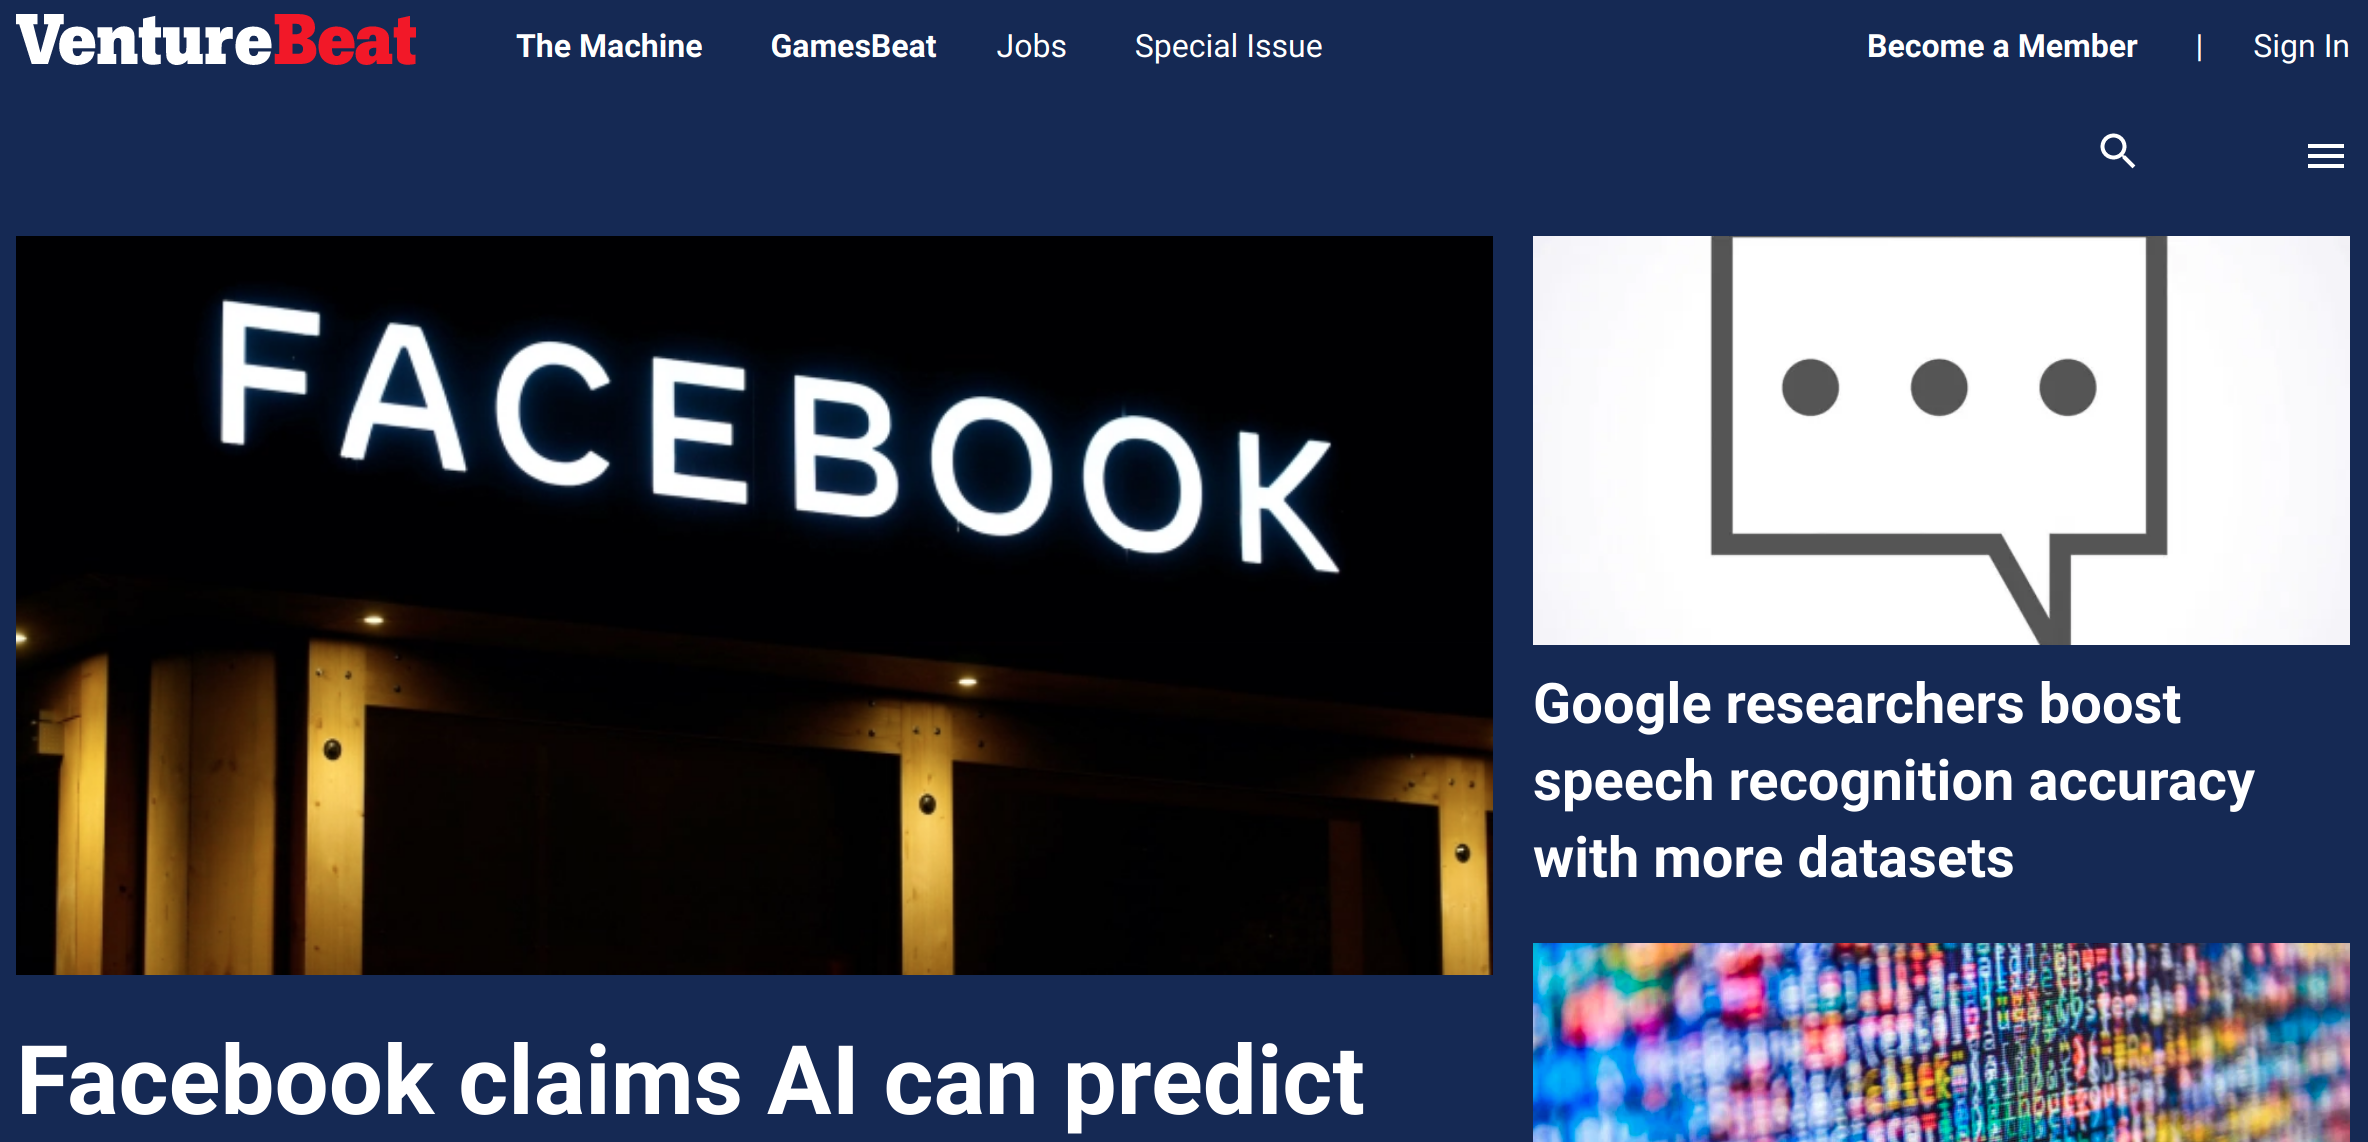 VentureBeat
The Machine
GamesBeat
Jobs
Special Issue
Become a Member
|
Sign In
FACEBOOK
Facebook claims AI can predict
Google researchers boost
speech recognition accuracy
with more datasets